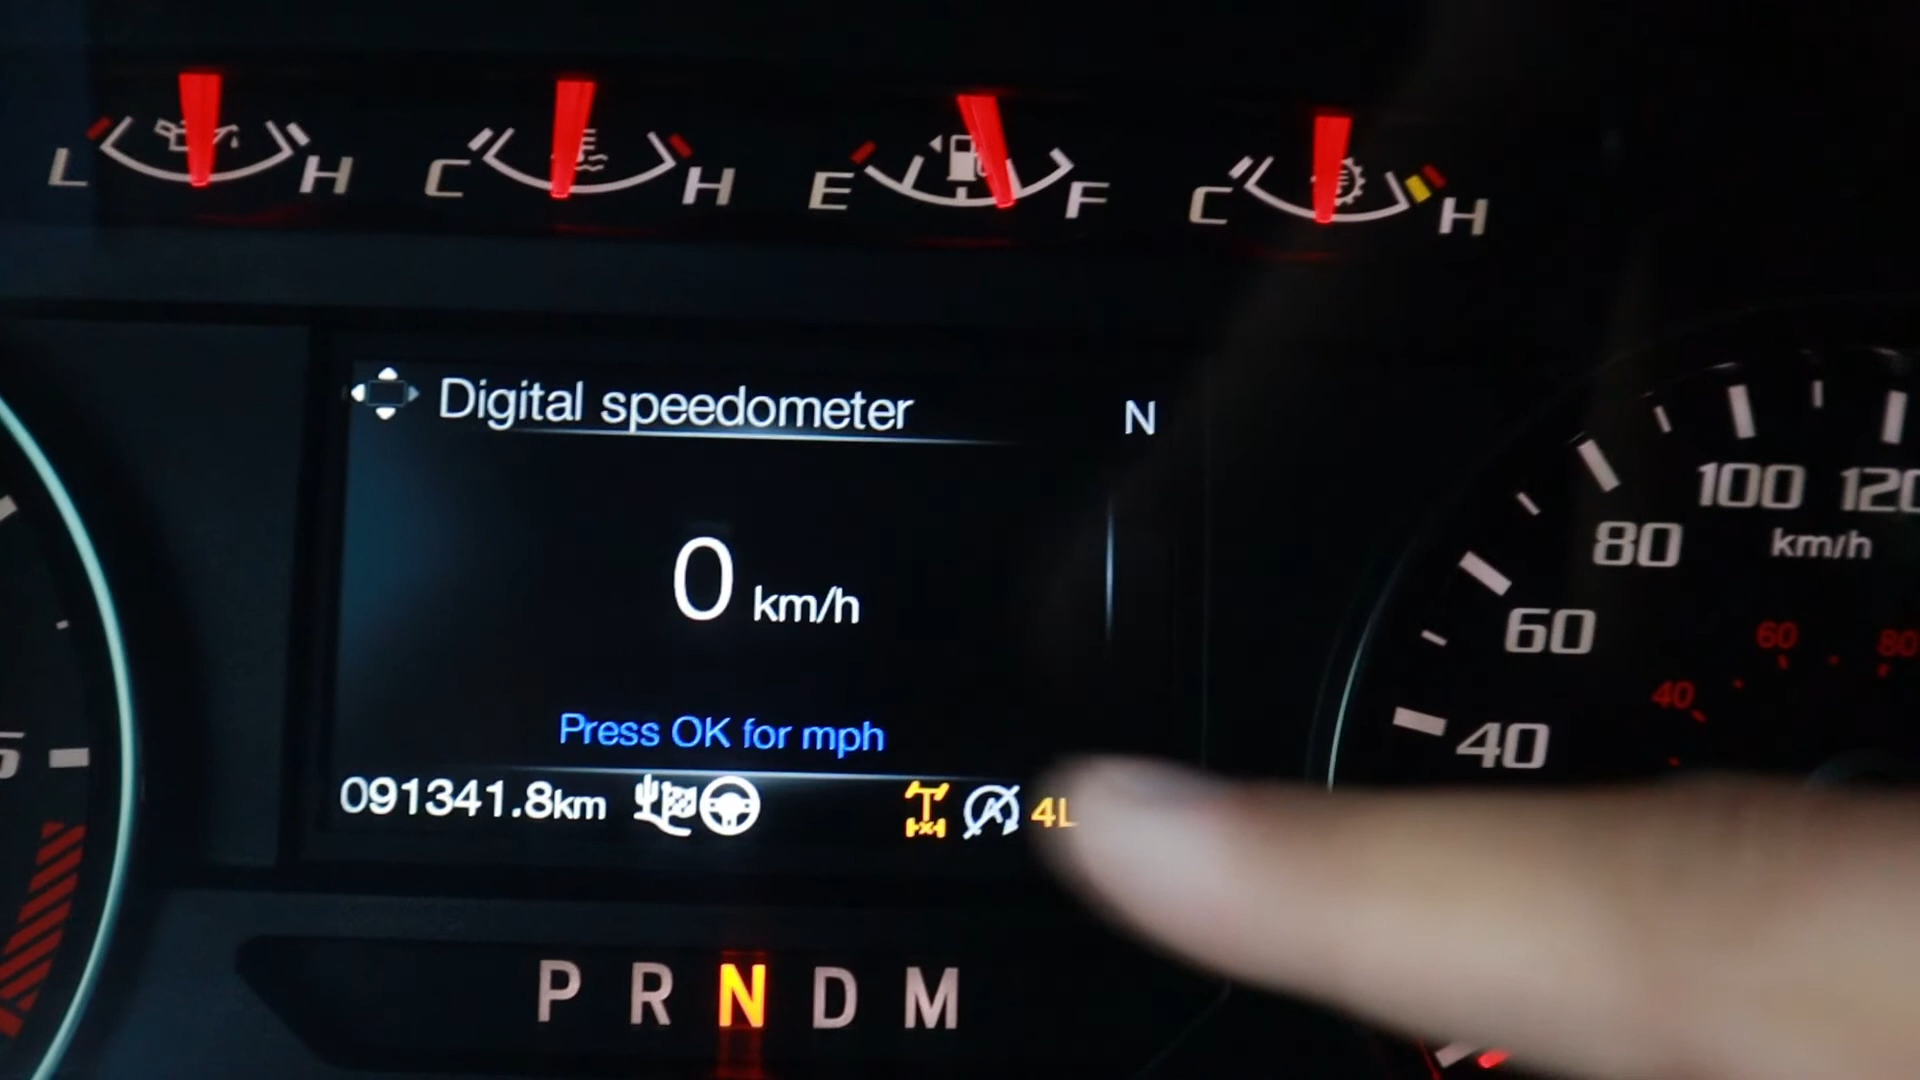 L H C H E F C H
Digital speedometer N
0 km/h
Press OK for mph
091341.8km 4L
P R N D M
100 120
80 km/h
60
40
60 80
40
5